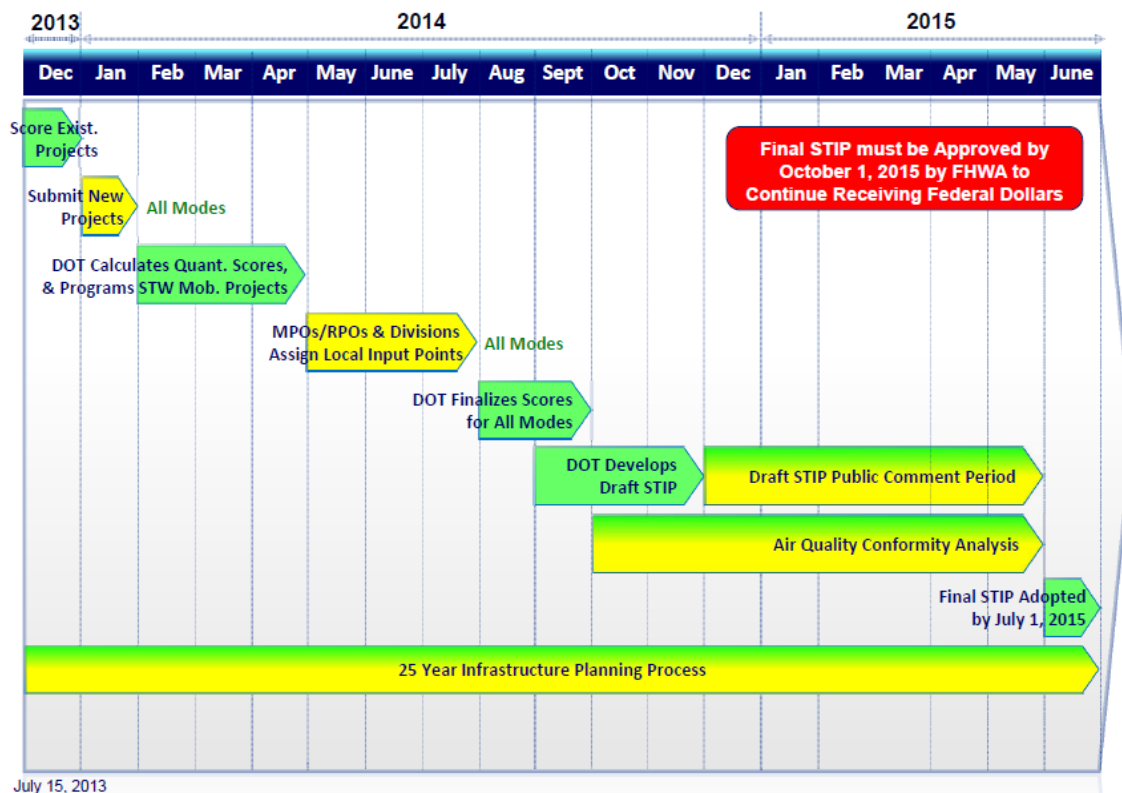 2013
2014
2015
Dec Jan Feb Mar Apr May June July Aug Sept Oct Nov Dec Jan Feb Mar Apr May June
Score Exist.
Projects
Final STIP must be Approved by
October 1, 2015 by FHWA to
Continue Receiving Federal Dollars
Submit New
Projects
All Modes
DOT Calculates Quant. Scores,
& Programs STW Mob. Projects
MPOs/RPOs & Divisions
Assign Local Input Points
All Modes
DOT Finalizes Scores
for All Modes
DOT Develops
Draft STIP
Draft STIP Public Comment Period
Air Quality Conformity Analysis
Final STIP Adopted
by July 1, 2015
25 Year Infrastructure Planning Process
July 15, 2013